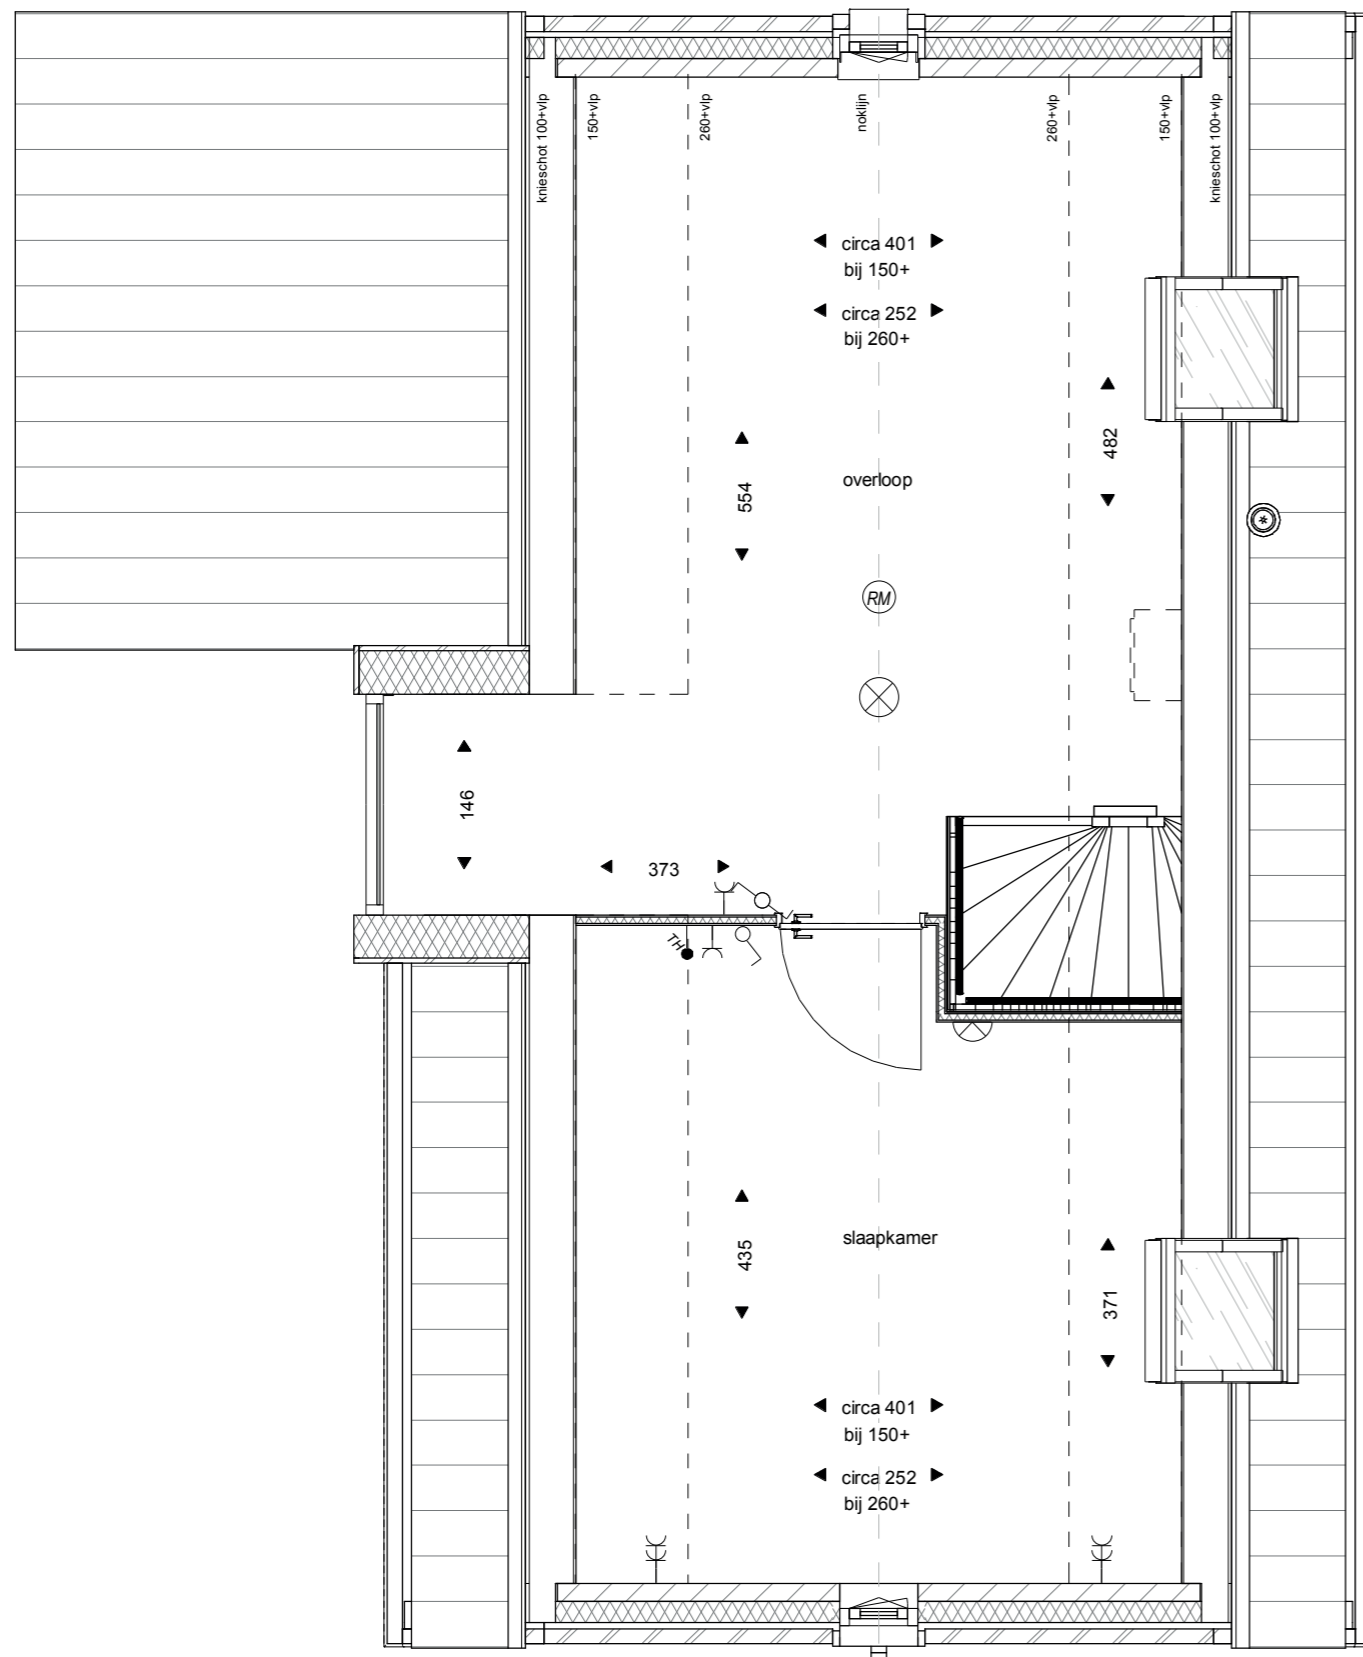 knieschot 100+vlp
150+vlp
260+vlp
noklijn
260+vlp
150+vlp
knieschot 100+vlp
circa 401
bij 150+
circa 252
bij 260+
482
554
overloop
RM
146
373
TH
435
slaapkamer
371
circa 401
bij 150+
circa 252
bij 260+